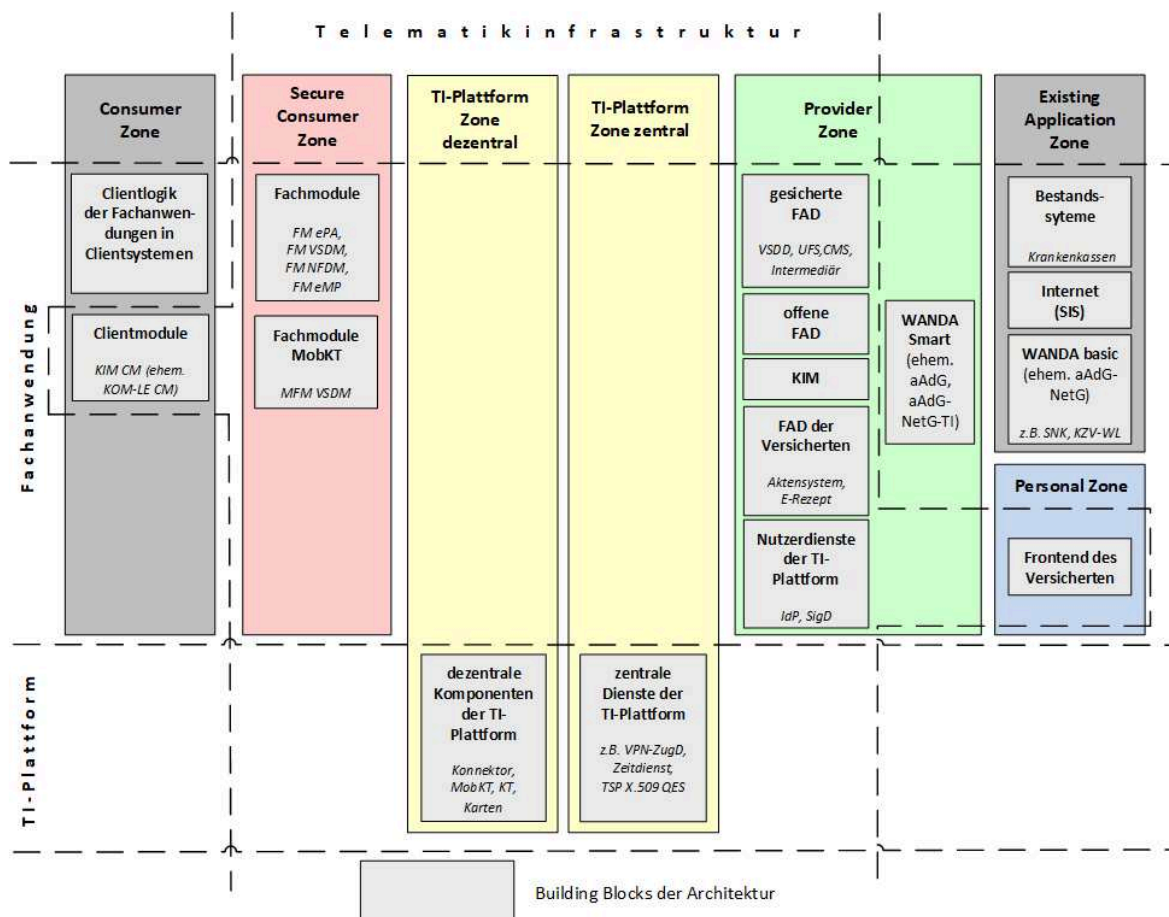 Telematikinfrastruktur
Consumer
Zone
Secure
Consumer
Zone
TI-Plattform
Zone
dezentral
TI-Plattform
Zone zentral
Provider
Zone
Existing
Application
Zone
Fachanwendung
Clientlogik
der Fachanwen-
dungen in
Clientsystemen
Clientmodule
KIM CM (ehem.
KOM-LE CM)
Fachmodule
FM ePA,
FM VSDM,
FM NFDM,
FM eMP
Fachmodule
MobKT
MFM VSDM
gesicherte
FAD
VSDD, UFS,CMS,
Intermediär
offene
FAD
KIM
FAD der
Versicherten
Aktensystem,
E-Rezept
Nutzerdienste
der TI-
Plattform
IdP, SigD
WANDA
Smart
(ehem.
aAdG,
aAdG-
NetG-TI)
Bestands-
syteme
Krankenkassen
Internet
(SIS)
WANDA basic
(ehem. aAdG-
NetG)
z.B. SNK, KZV-WL
Personal Zone
Frontend des
Versicherten
TI-Plattform
dezentrale
Komponenten
der TI-
Plattform
Konnektor,
MobKT, KT,
Karten
zentrale
Dienste der
TI-Plattform
z.B. VPN-ZugD,
Zeitdienst,
TSP X.509 QES
Building Blocks der Architektur